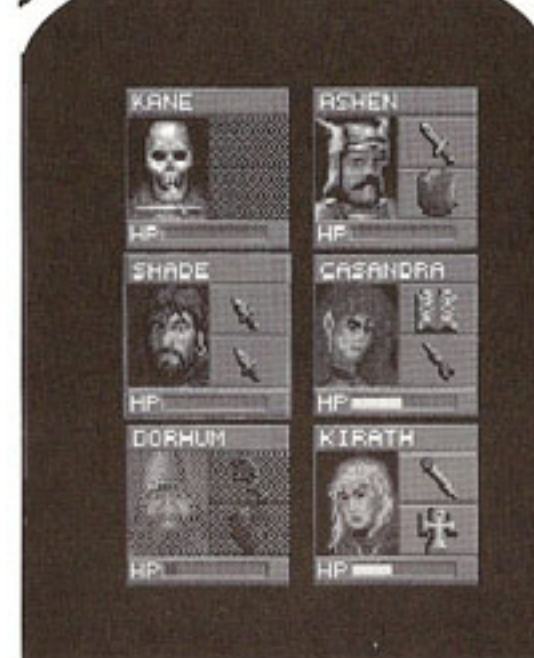 KANE
HP
ASHEN
HP
SHADE
HP
CASANDRA
HP
DORHUM
HP
KIRATH
HP